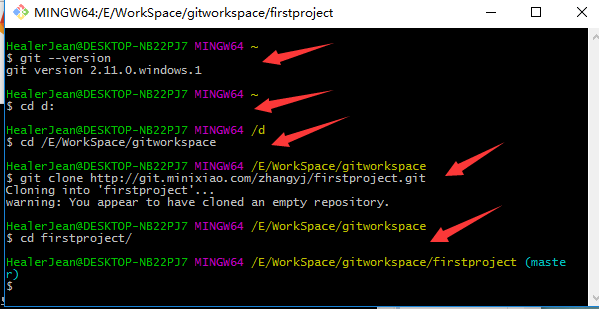 MINGW64:/E/WorkSpace/gitworkspace/firstproject
HealerJean@DESKTOP-NB22PJ7 MINGW64 ~
$ git --version
git version 2.11.0.windows.1
HealerJean@DESKTOP-NB22PJ7 MINGW64 ~
$ cd d:
HealerJean@DESKTOP-NB22PJ7 MINGW64 /d
$ cd /E/WorkSpace/gitworkspace
HealerJean@DESKTOP-NB22PJ7 MINGW64 /E/WorkSpace/gitworkspace
$ git clone http://git.minixiao.com/zhangyj/firstproject.git
Cloning into 'firstproject'...
warning: You appear to have cloned an empty repository.
HealerJean@DESKTOP-NB22PJ7 MINGW64 /E/WorkSpace/gitworkspace
$ cd firstproject/
HealerJean@DESKTOP-NB22PJ7 MINGW64 /E/WorkSpace/gitworkspace/firstproject (maste
r)
$